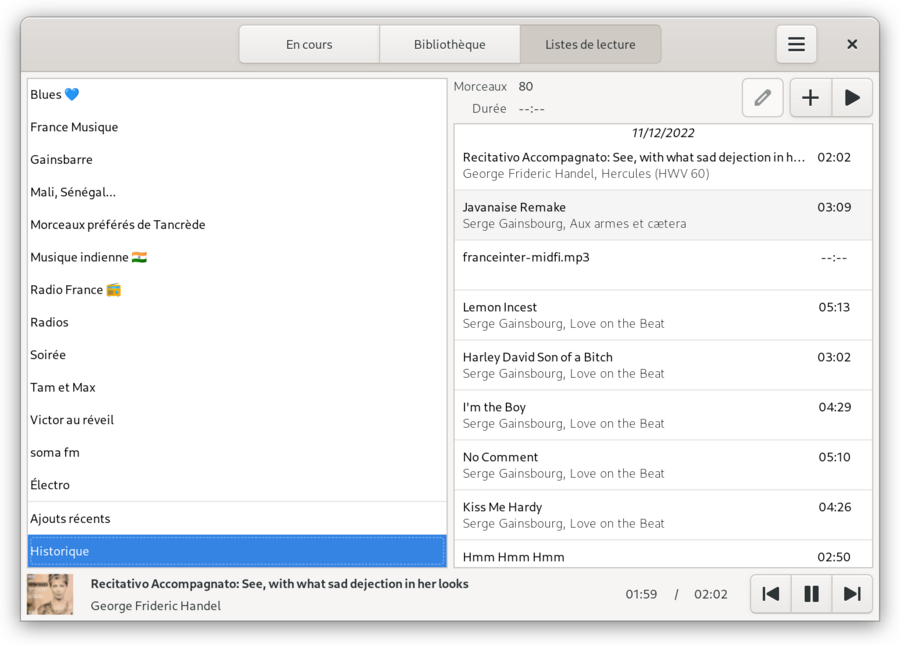 En cours
Bibliothèque
Listes de lecture
Blues 💙
France Musique
Gainsbarre
Mali, Sénégal...
Morceaux préférés de Tancrède
Musique indienne 🇮🇳
Radio France 📻
Radios
Soirée
Tam et Max
Victor au réveil
soma fm
Électro
Ajouts récents
Historique
Morceaux 80
Durée --:--
11/12/2022
Recitativo Accompagnato: See, with what sad dejection in h… 02:02
George Frideric Handel, Hercules (HWV 60)
Javanaise Remake 03:09
Serge Gainsbourg, Aux armes et cætera
franceinter-midfi.mp3 --:--
Lemon Incest 05:13
Serge Gainsbourg, Love on the Beat
Harley David Son of a Bitch 03:02
Serge Gainsbourg, Love on the Beat
I'm the Boy 04:29
Serge Gainsbourg, Love on the Beat
No Comment 05:10
Serge Gainsbourg, Love on the Beat
Kiss Me Hardy 04:26
Serge Gainsbourg, Love on the Beat
Hmm Hmm Hmm 02:50
Recitativo Accompagnato: See, with what sad dejection in her looks
George Frideric Handel
01:59 / 02:02